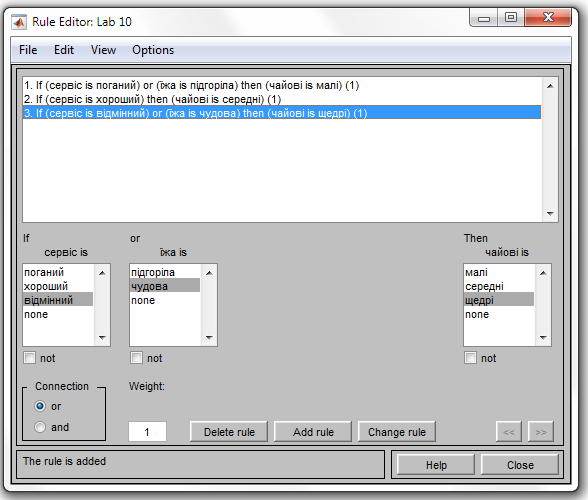 Rule Editor: Lab 10
File Edit View Options
1. If (сервіс is поганий) or (їжа is підгоріла) then (чайові is малі) (1)
2. If (сервіс is хороший) then (чайові is середні) (1)
3. If (сервіс is відмінний) or (їжа is чудова) then (чайові is щедрі) (1)
If or Then
сервіс is їжа is чайові is
поганий підгоріла малі
хороший чудова середні
відмінний none щедрі
none none
not not not
Connection Weight:
or
and 1 Delete rule Add rule Change rule << >>
The rule is added Help Close